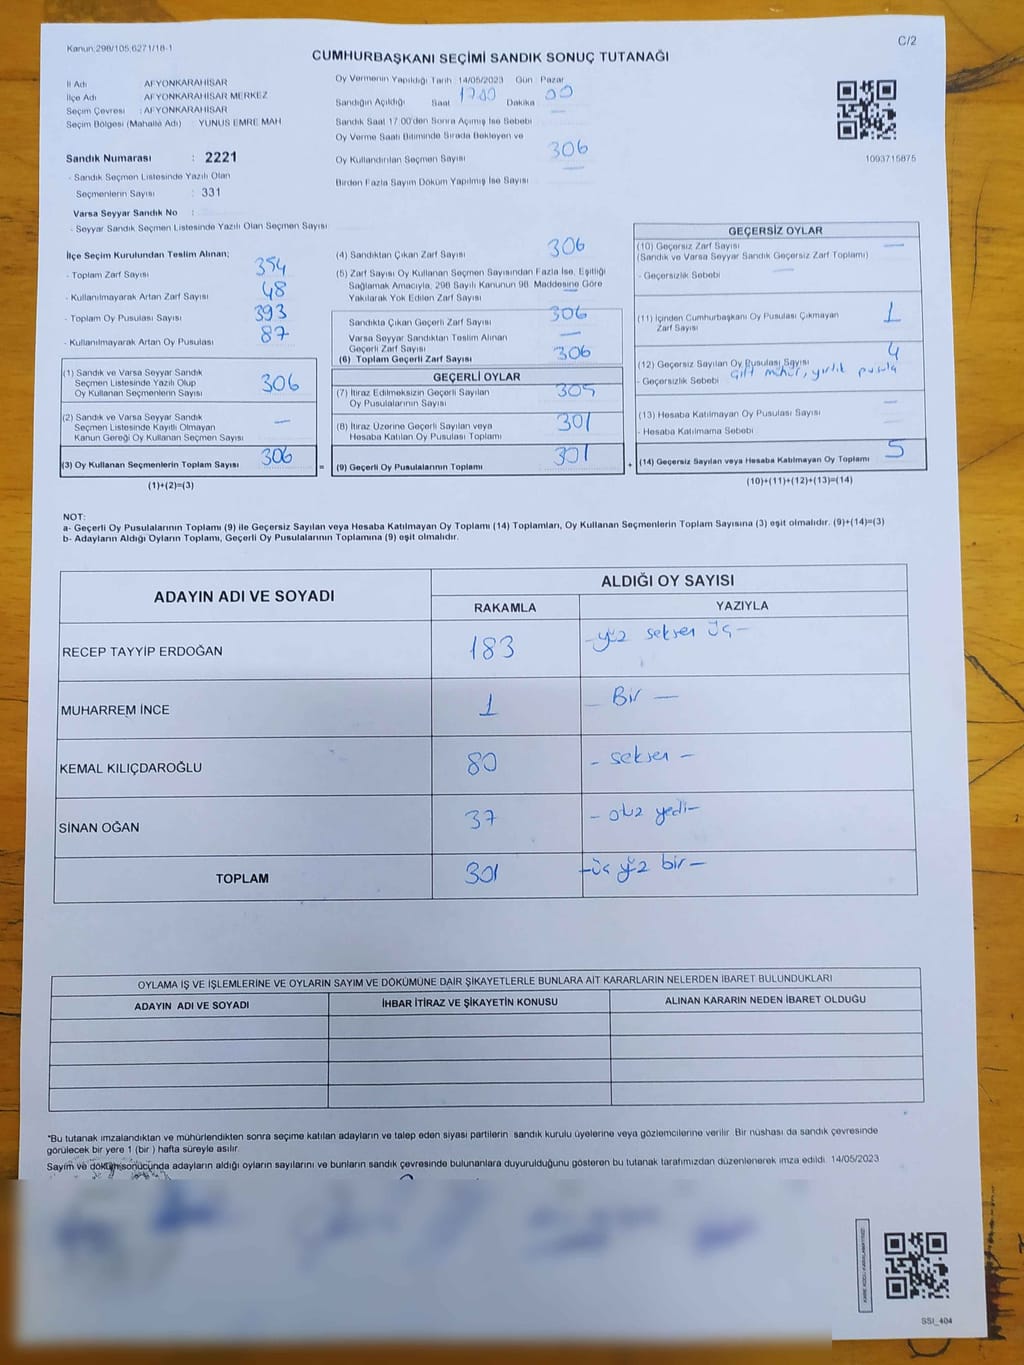 Kanun:298/105,6271/18-1
C/2
CUMHURBAŞKANI SEÇİMİ SANDIK SONUÇ TUTANAĞI
İl Adı AFYONKARAHİSAR
İlçe Adı : AFYONKARAHİSAR MERKEZ
Seçim Çevresi : AFYONKARAHİSAR
Seçim Bölgesi (Mahalle Adı) YUNUS EMRE MAH
Sandık Numarası : 2221
- Sandık Seçmen Listesinde Yazılı Olan
Seçmenlerin Sayısı : 331
Varsa Seyyar Sandık No :
- Seyyar Sandık Seçmen Listesinde Yazılı Olan Seçmen Sayısı
Oy Vermenin Yapıldığı Tarih 14/05/2023 Gün : Pazar
Sandığın Açıldığı Saat 17.00 Dakika 00
Sandık Saat 17:00'den Sonra Açılmış İse Sebebi
Oy Verme Saati Bitiminde Sırada Bekleyen ve
Oy Kullandırılan Seçmen Sayısı 306
Birden Fazla Sayım Döküm Yapılmış İse Sayısı —
1093715875
İlçe Seçim Kurulundan Teslim Alınan;
- Toplam Zarf Sayısı 354
- Kullanılmayarak Artan Zarf Sayısı 48
- Toplam Oy Pusulası Sayısı 393
- Kullanılmayarak Artan Oy Pusulası 87
(1) Sandık ve Varsa Seyyar Sandık
Seçmen Listesinde Yazılı Olup
Oy Kullanan Seçmenlerin Sayısı 306
(2) Sandık ve Varsa Seyyar Sandık
Seçmen Listesinde Kayıtlı Olmayan
Kanun Gereği Oy Kullanan Seçmen Sayısı —
(3) Oy Kullanan Seçmenlerin Toplam Sayısı 306
(1)+(2)=(3)
(4) Sandıktan Çıkan Zarf Sayısı 306
(5) Zarf Sayısı Oy Kullanan Seçmen Sayısından Fazla İse, Eşitliği
Sağlamak Amacıyla, 298 Sayılı Kanunun 98. Maddesine Göre
Yakılarak Yok Edilen Zarf Sayısı —
Sandıkta Çıkan Geçerli Zarf Sayısı 306
Varsa Seyyar Sandıktan Teslim Alınan
Geçerli Zarf Sayısı —
(6) Toplam Geçerli Zarf Sayısı 306
GEÇERLİ OYLAR
(7) İtiraz Edilmeksizin Geçerli Sayılan
Oy Pusulalarının Sayısı
(8) İtiraz Üzerine Geçerli Sayılan veya
Hesaba Katılan Oy Pusulası Toplamı 301
= (9) Geçerli Oy Pusulalarının Toplamı 301
GEÇERSİZ OYLAR
(10) Geçersiz Zarf Sayısı —
(Sandık ve Varsa Seyyar Sandık Geçersiz Zarf Toplamı)
- Geçersizlik Sebebi —
(11) İçinden Cumhurbaşkanı Oy Pusulası Çıkmayan
Zarf Sayısı 1
(12) Geçersiz Sayılan Oy Pusulası Sayısı 4
- Geçersizlik Sebebi çift mühür, yırtık pusula
(13) Hesaba Katılmayan Oy Pusulası Sayısı —
- Hesaba Katılmama Sebebi —
+ (14) Geçersiz Sayılan veya Hesaba Katılmayan Oy Toplamı 5
(10)+(11)+(12)+(13)=(14)
NOT:
a- Geçerli Oy Pusulalarının Toplamı (9) ile Geçersiz Sayılan veya Hesaba Katılmayan Oy Toplamı (14) Toplamları, Oy Kullanan Seçmenlerin Toplam Sayısına (3) eşit olmalıdır. (9)+(14)=(3)
b- Adayların Aldığı Oyların Toplamı, Geçerli Oy Pusulalarının Toplamına (9) eşit olmalıdır.
ADAYIN ADI VE SOYADI
ALDIĞI OY SAYISI
RAKAMLA YAZIYLA
RECEP TAYYİP ERDOĞAN 183 - yüz seksen üç -
MUHARREM İNCE 1 Bir —
KEMAL KILIÇDAROĞLU 80 - seksen -
SİNAN OĞAN 37 - otuz yedi -
TOPLAM 301 - üç yüz bir -
OYLAMA İŞ VE İŞLEMLERİNE VE OYLARIN SAYIM VE DÖKÜMÜNE DAİR ŞİKAYETLERLE BUNLARA AİT KARARLARIN NELERDEN İBARET BULUNDUKLARI
ADAYIN ADI VE SOYADI İHBAR İTİRAZ VE ŞİKAYETİN KONUSU ALINAN KARARIN NEDEN İBARET OLDUĞU
*Bu tutanak imzalandıktan ve mühürlendikten sonra seçime katılan adayların ve talep eden siyasi partilerin sandık kurulu üyelerine veya gözlemcilerine verilir. Bir nüshası da sandık çevresinde
görülecek bir yere 1 (bir ) hafta süreyle asılır.
Sayım ve döküm sonucunda adayların aldığı oyların sayılarını ve bunların sandık çevresinde bulunanlara duyurulduğunu gösteren bu tutanak tarafımızdan düzenlenerek imza edildi. 14/05/2023
KARE KODU KARALAMAYINIZ!
SSI_404